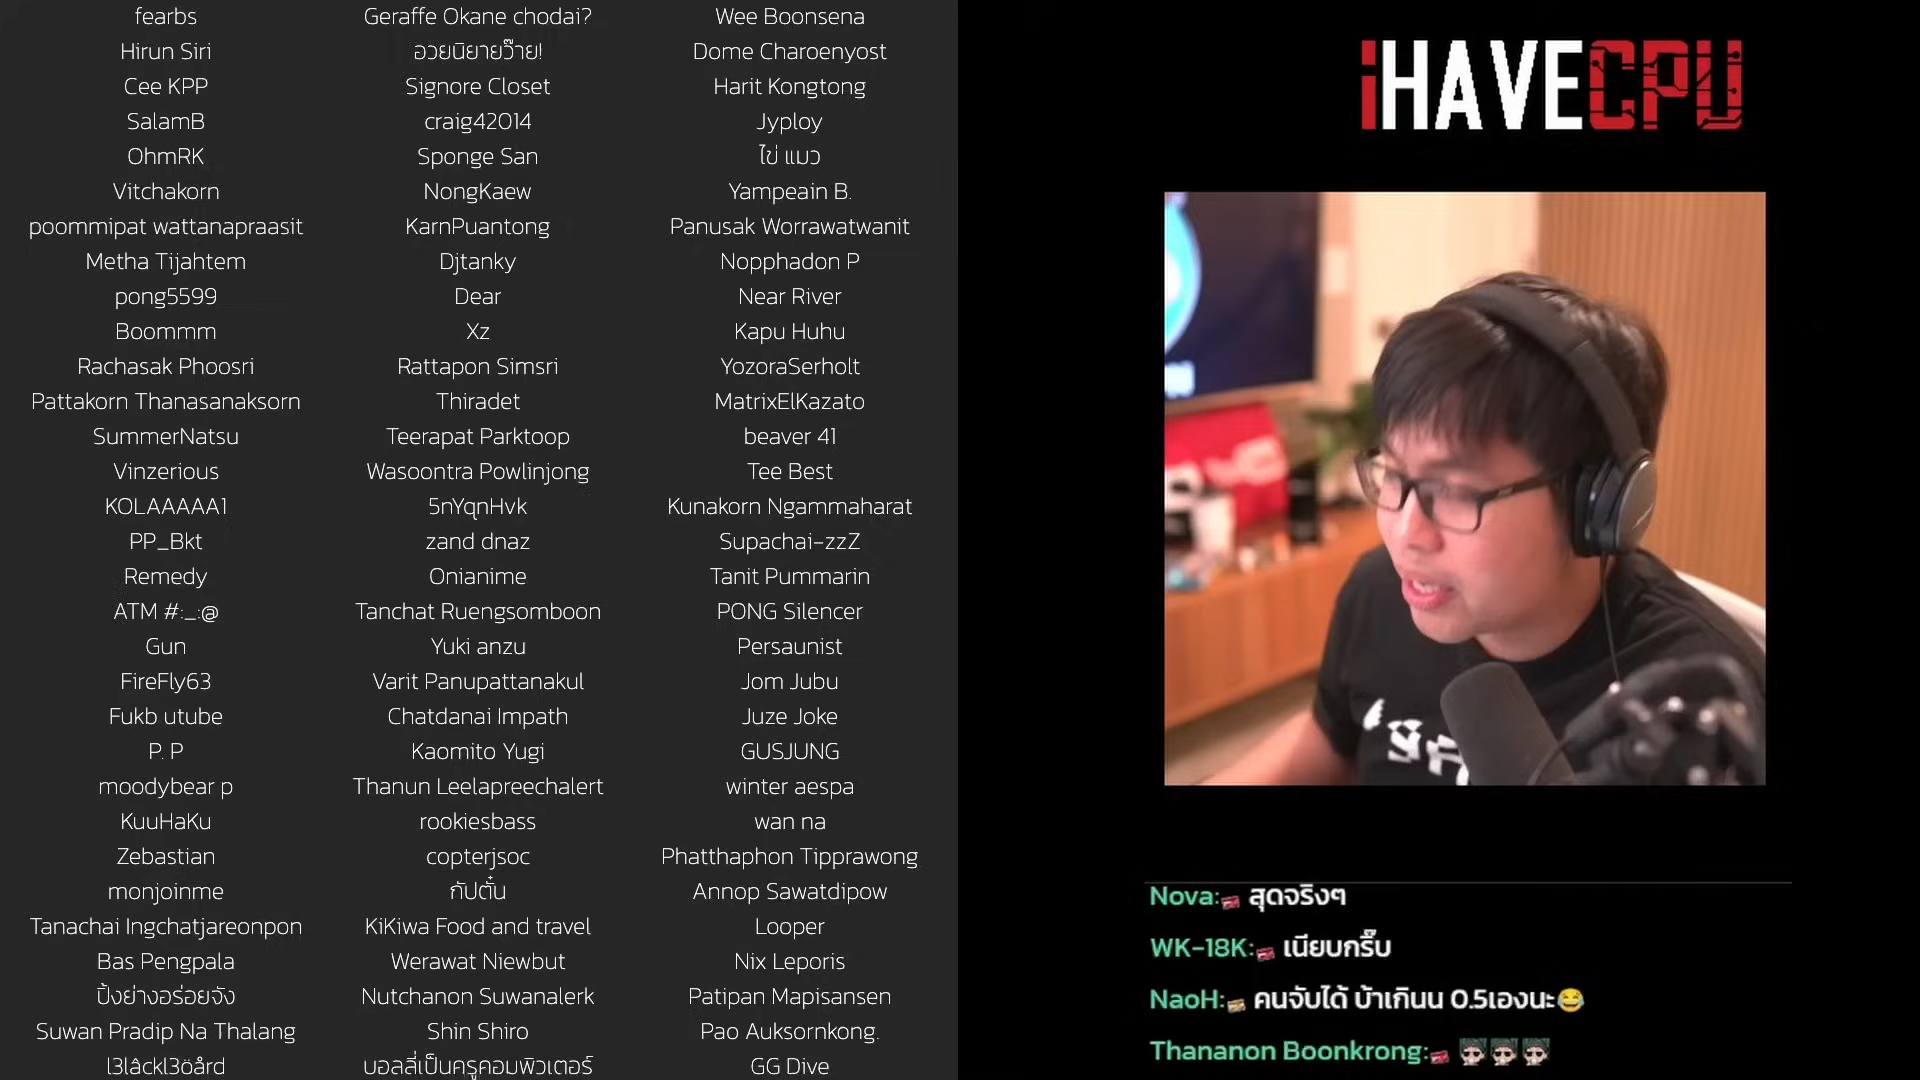 fearbs
Hirun Siri
Cee KPP
SalamB
OhmRK
Vitchakorn
poommipat wattanapraasit
Metha Tijahtem
pong5599
Boommm
Rachasak Phoosri
Pattakorn Thanasanaksorn
SummerNatsu
Vinzerious
KOLAAAAA1
PP_Bkt
Remedy
ATM #:_:@
Gun
FireFly63
Fukb utube
P. P
moodybear p
KuuHaKu
Zebastian
monjoinme
Tanachai Ingchatjareonpon
Bas Pengpala
ปิ้งย่างอร่อยจัง
Suwan Pradip Na Thalang
l3lâckl3öård
Geraffe Okane chodai?
อวยนิยายว๊าย!
Signore Closet
craig42014
Sponge San
NongKaew
KarnPuantong
Djtanky
Dear
Xz
Rattapon Simsri
Thiradet
Teerapat Parktoop
Wasoontra Powlinjong
5nYqnHvk
zand dnaz
Onianime
Tanchat Ruengsomboon
Yuki anzu
Varit Panupattanakul
Chatdanai Impath
Kaomito Yugi
Thanun Leelapreechalert
rookiesbass
copterjsoc
กัปตั๋น
KiKiwa Food and travel
Werawat Niewbut
Nutchanon Suwanalerk
Shin Shiro
บอลลี่เป็นครูคอมพิวเตอร์
Wee Boonsena
Dome Charoenyost
Harit Kongtong
Jyploy
ไข่ แมว
Yampeain B.
Panusak Worrawatwanit
Nopphadon P
Near River
Kapu Huhu
YozoraSerholt
MatrixElKazato
beaver 41
Tee Best
Kunakorn Ngammaharat
Supachai-zzZ
Tanit Pummarin
PONG Silencer
Persaunist
Jom Jubu
Juze Joke
GUSJUNG
winter aespa
wan na
Phatthaphon Tipprawong
Annop Sawatdipow
Looper
Nix Leporis
Patipan Mapisansen
Pao Auksornkong.
GG Dive
iHAVECPU
Nova: สุดจริงๆ
WK-18K: เนียบกริ๊บ
NaoH: คนจับได้ บ้าเกินน 0.5เองนะ😂
Thananon Boonkrong: